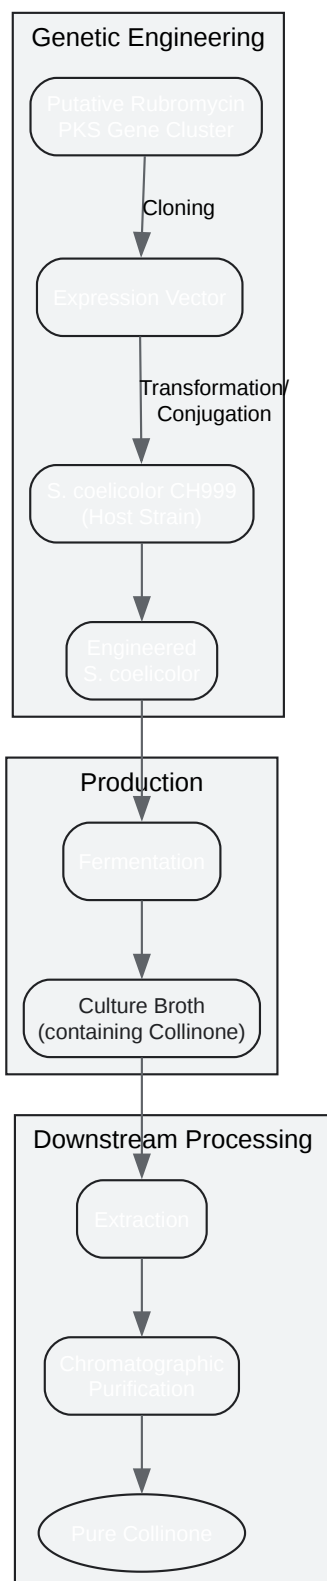 Genetic Engineering
Putative Rubromycin
PKS Gene Cluster
Cloning
Expression Vector
Transformation/
Conjugation
S. coelicolor CH999
(Host Strain)
Engineered
S. coelicolor
Production
Fermentation
Culture Broth
(containing Collinone)
Downstream Processing
Extraction
Chromatographic
Purification
Pure Collinone